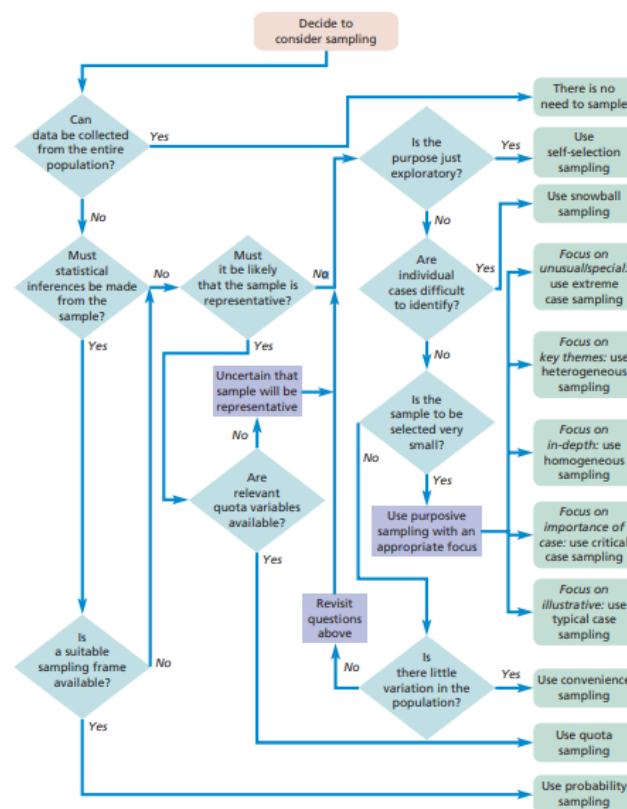 Decide to
consider sampling
Can
data be collected
from the entire
population?
Yes
There is no
need to sample
Is the
purpose just
exploratory?
Yes
Use
self-selection
sampling
No
No
Use snowball
sampling
Must
statistical
inferences be made
from the
sample?
No
Must
it be likely
that the sample is
representative?
No
Are
individual
cases difficult
to identify?
Yes
Focus on
unusual/special:
use extreme
case sampling
Yes
Yes
No
Uncertain that
sample will be
representative
Focus on
key themes: use
heterogeneous
sampling
Is the
sample to be
selected very
small?
No
No
Yes
Focus on
in-depth: use
homogeneous
sampling
Are
relevant
quota variables
available?
Yes
Use purposive
sampling with an
appropriate focus
Focus on
importance of
case: use critical
case sampling
Revisit
questions
above
Focus on
illustrative: use
typical case
sampling
Is
a suitable
sampling frame
available?
No
Yes
No
Is
there little
variation in the
population?
Yes
Use convenience
sampling
Use quota
sampling
Use probability
sampling